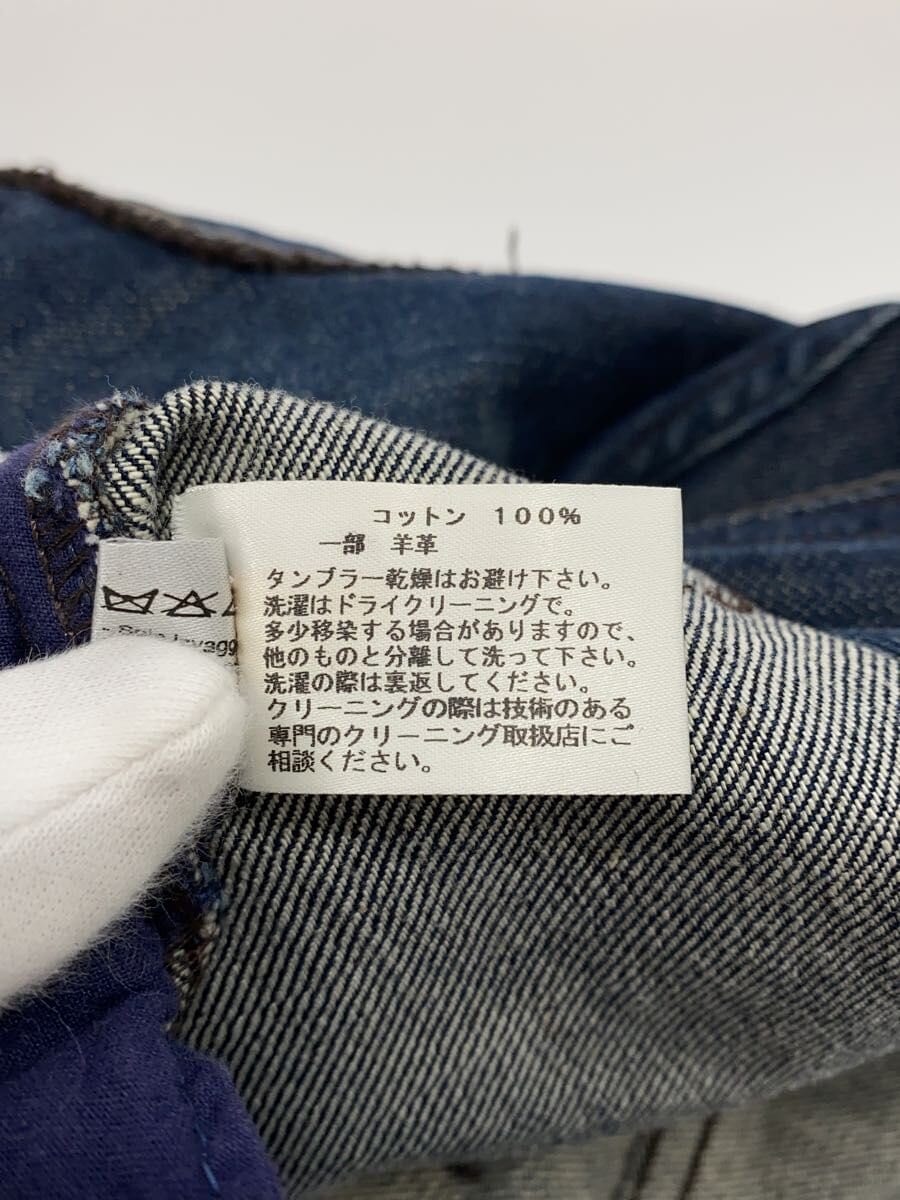 コットン 100%
一部 羊革
タンブラー乾燥はお避け下さい。
洗濯はドライクリーニングで。
多少移染する場合がありますので、
他のものと分離して洗って下さい。
洗濯の際は裏返してください。
クリーニングの際は技術のある
専門のクリーニング取扱店にご
相談ください。